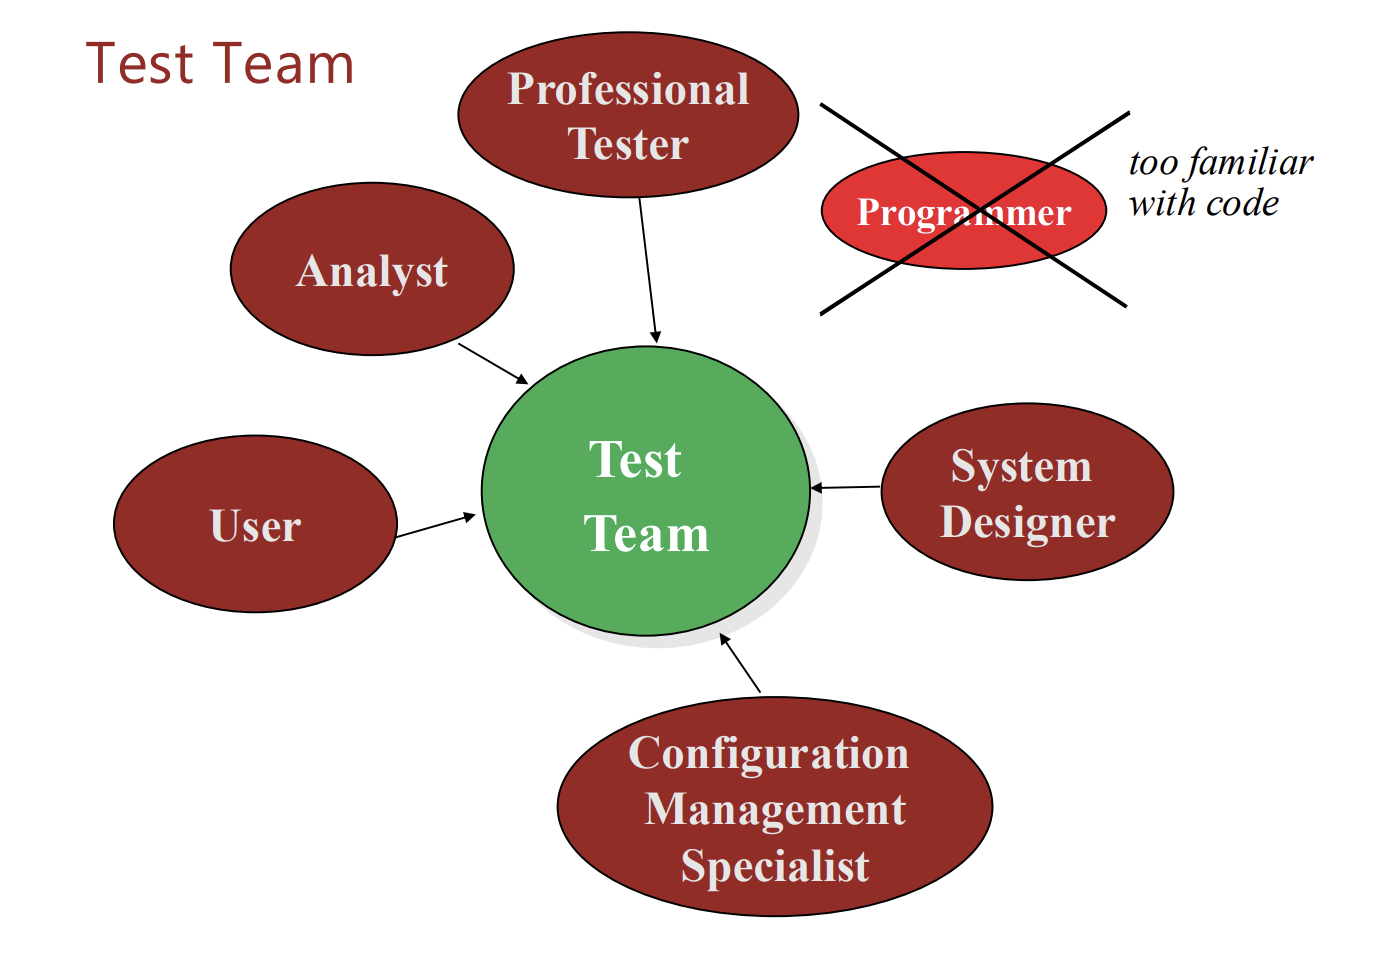 Test Team
Professional
Tester
too familiar
with code
Programmer
Analyst
Test
Team
System
Designer
User
Configuration
Management
Specialist